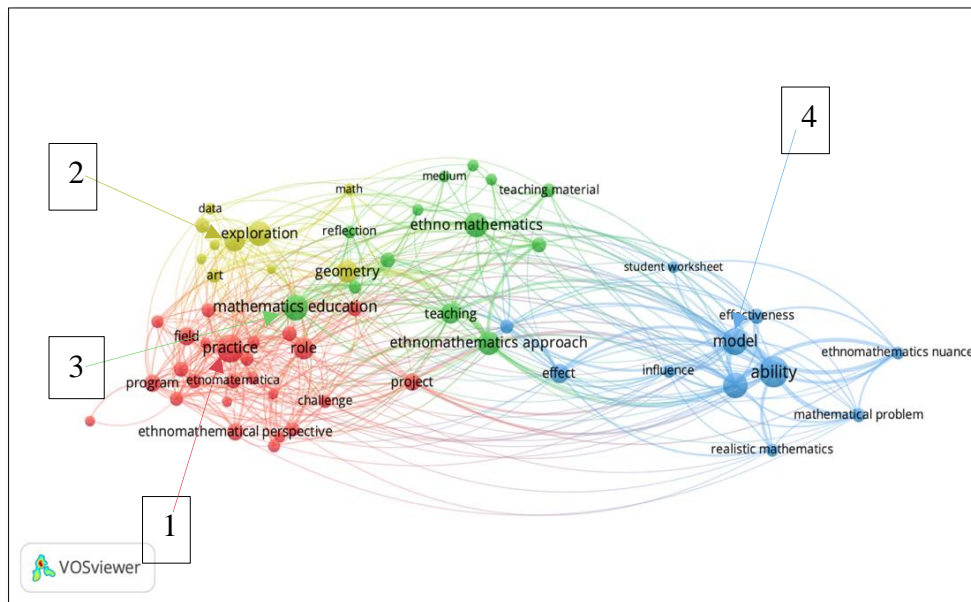 4
2
medium
math
teaching material
data
exploration
ethno mathematics
reflection
student worksheet
art
geometry
mathematics education
teaching
effectiveness
field
practice
role
ethnomathematics approach
model
ethnomathematics nuance
3
program
etnomatematica
project
effect
influence
ability
challenge
mathematical problem
ethnomathematical perspective
realistic mathematics
1
VOSviewer